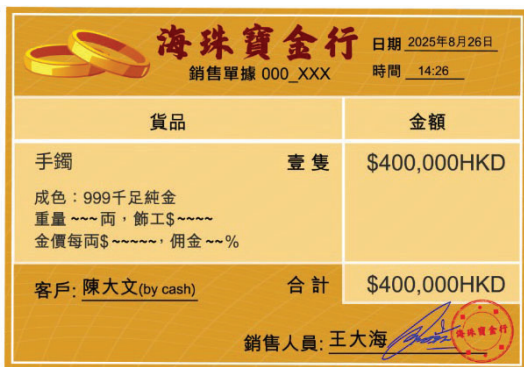 海珠寶金行
日期 2025年8月26日
銷售單據 000_XXX
時間 14:26
貨品 金額
手鐲 壹隻 $400,000HKD
成色：999千足純金
重量 ~~~両，飾工$~~~~
金價每両$~~~~~，佣金~~%
客戶: 陳大文(by cash) 合計 $400,000HKD
銷售人員: 王大海
海珠寶金行